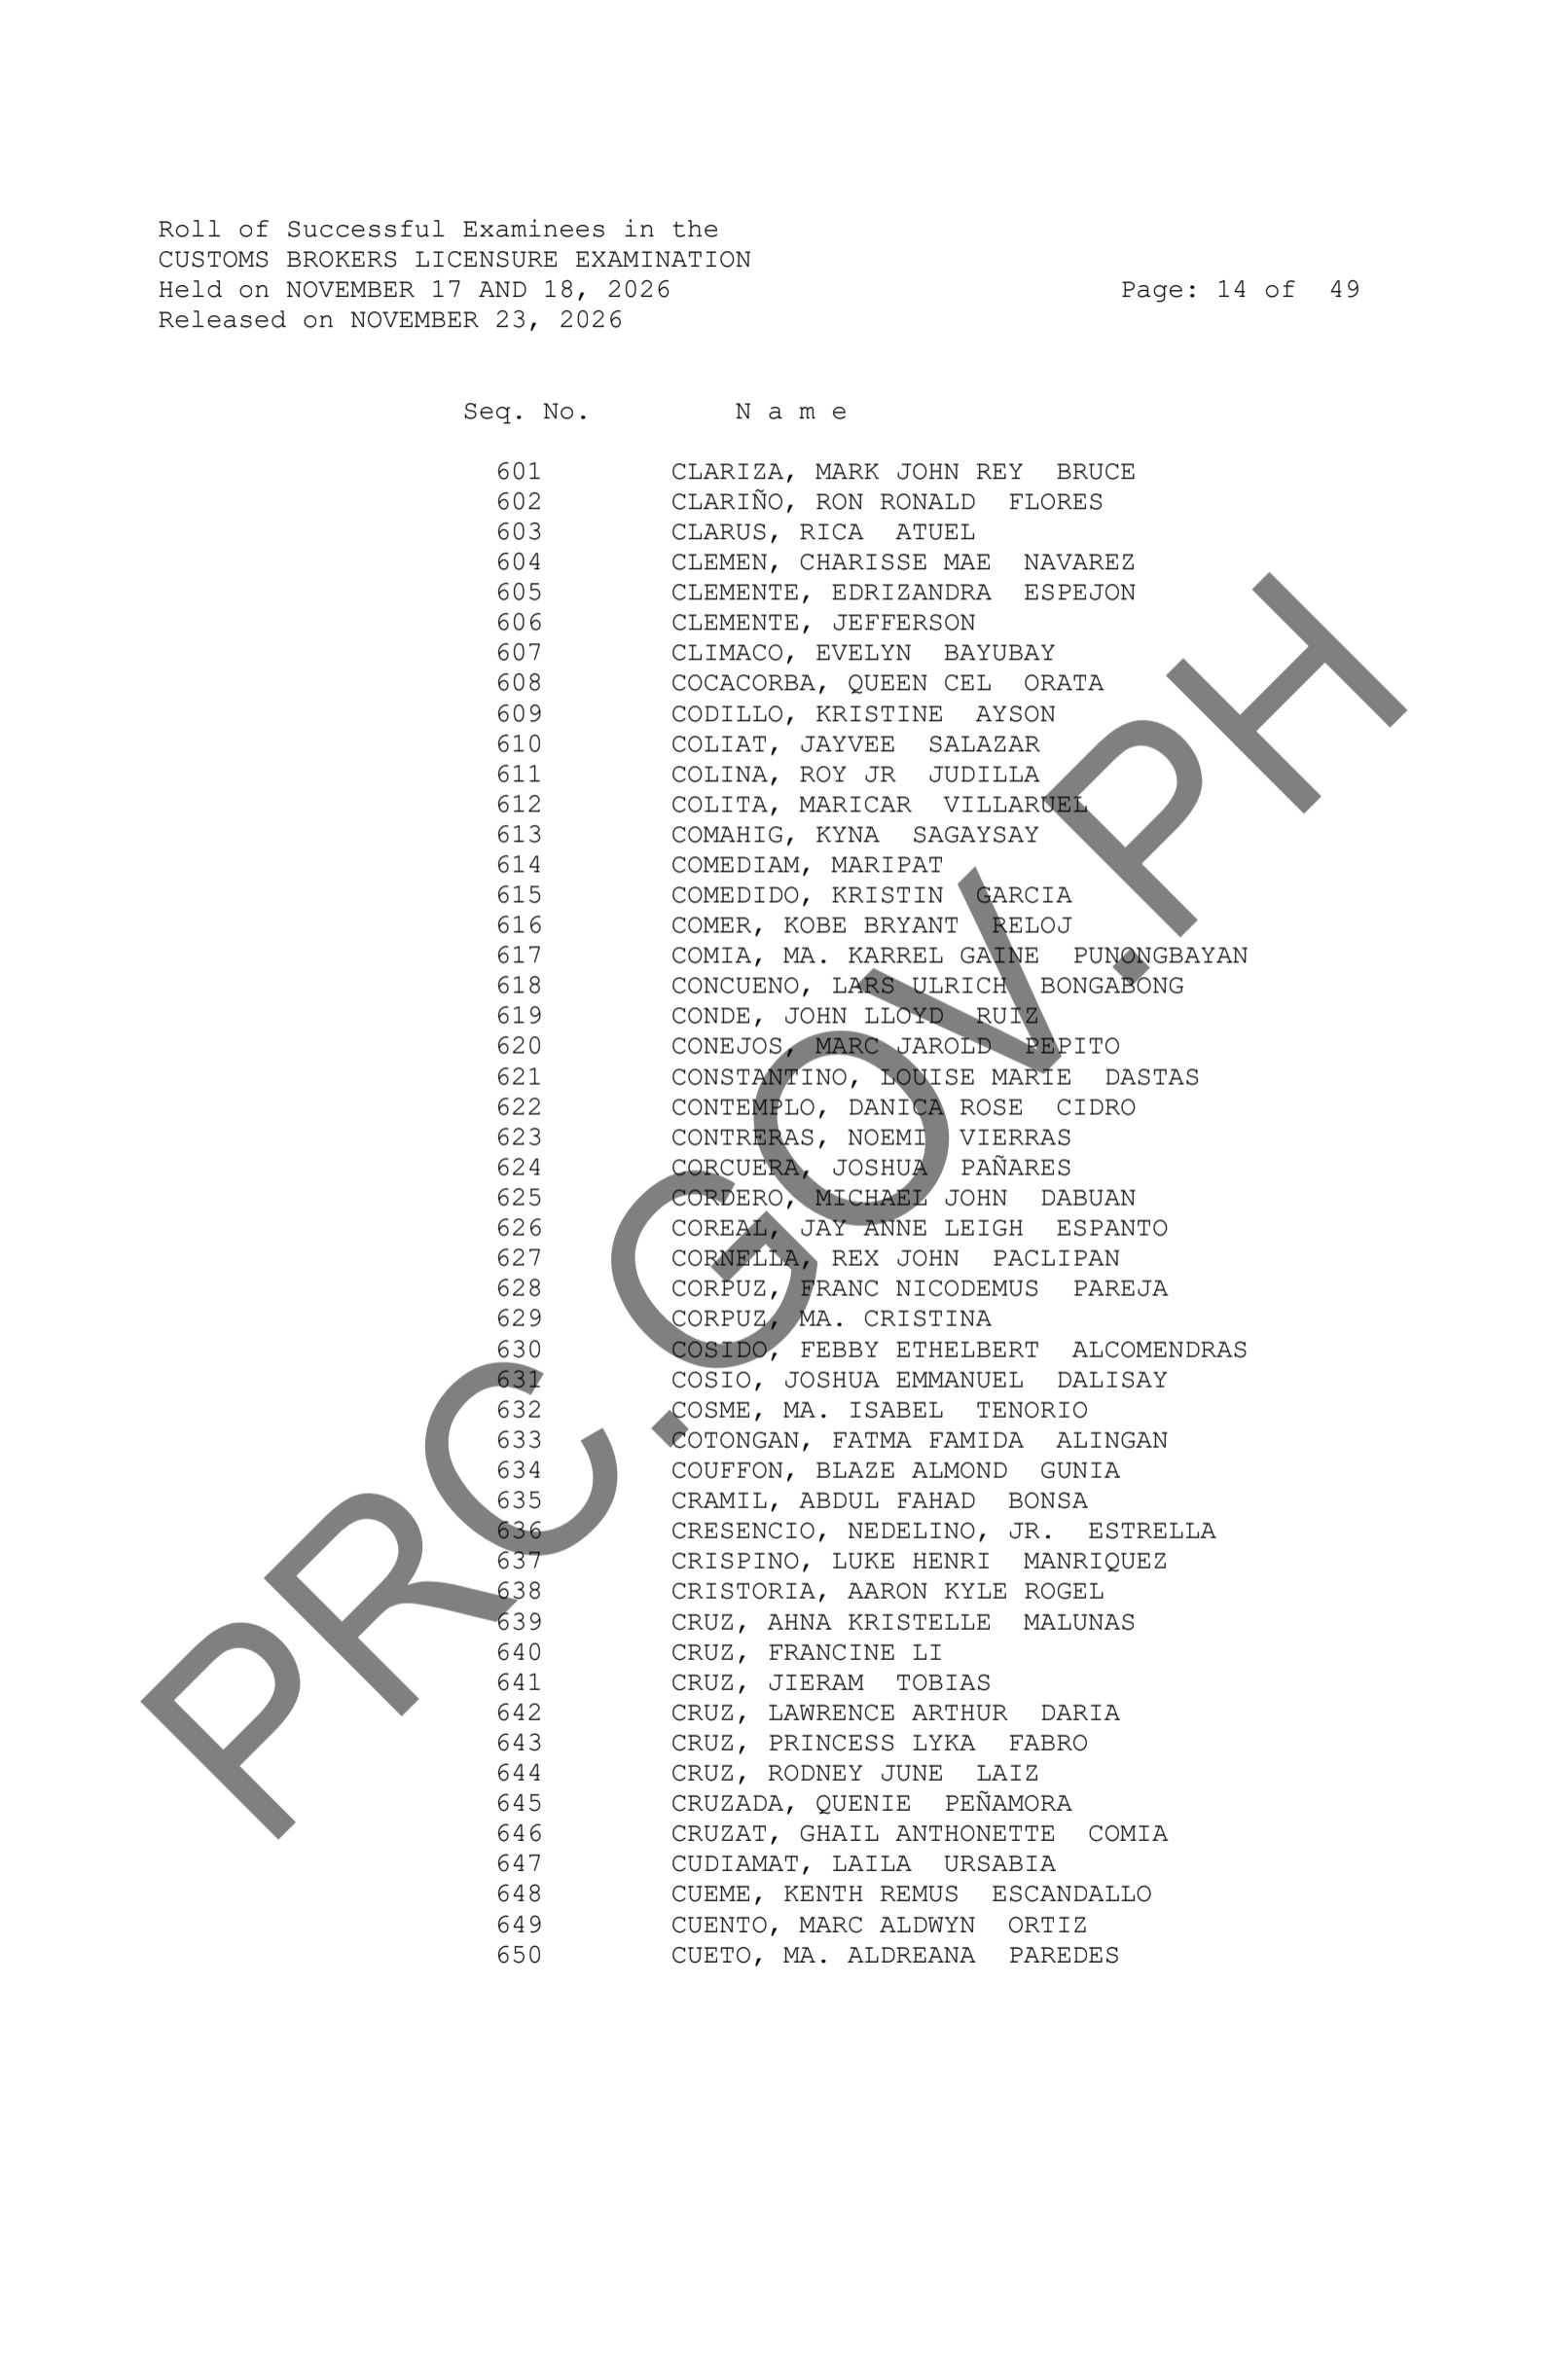 Roll of Successful Examinees in the
CUSTOMS BROKERS LICENSURE EXAMINATION
Held on NOVEMBER 17 AND 18, 2026 Page: 14 of 49
Released on NOVEMBER 23, 2026
Seq. No. N a m e
601 CLARIZA, MARK JOHN REY BRUCE
602 CLARIÑO, RON RONALD FLORES
603 CLARUS, RICA ATUEL
604 CLEMEN, CHARISSE MAE NAVAREZ
605 CLEMENTE, EDRIZANDRA ESPEJON
606 CLEMENTE, JEFFERSON
607 CLIMACO, EVELYN BAYUBAY
608 COCACORBA, QUEEN CEL ORATA
609 CODILLO, KRISTINE AYSON
610 COLIAT, JAYVEE SALAZAR
611 COLINA, ROY JR JUDILLA
612 COLITA, MARICAR VILLARUEL
613 COMAHIG, KYNA SAGAYSAY
614 COMEDIAM, MARIPAT
615 COMEDIDO, KRISTIN GARCIA
616 COMER, KOBE BRYANT RELOJ
617 COMIA, MA. KARREL GAINE PUNONGBAYAN
618 CONCUENO, LARS ULRICH BONGABONG
619 CONDE, JOHN LLOYD RUIZ
620 CONEJOS, MARC JAROLD PEPITO
621 CONSTANTINO, LOUISE MARIE DASTAS
622 CONTEMPLO, DANICA ROSE CIDRO
623 CONTRERAS, NOEMI VIERRAS
624 CORCUERA, JOSHUA PAÑARES
625 CORDERO, MICHAEL JOHN DABUAN
626 COREAL, JAY ANNE LEIGH ESPANTO
627 CORNELLA, REX JOHN PACLIPAN
628 CORPUZ, FRANC NICODEMUS PAREJA
629 CORPUZ, MA. CRISTINA
630 COSIDO, FEBBY ETHELBERT ALCOMENDRAS
631 COSIO, JOSHUA EMMANUEL DALISAY
632 COSME, MA. ISABEL TENORIO
633 COTONGAN, FATMA FAMIDA ALINGAN
634 COUFFON, BLAZE ALMOND GUNIA
635 CRAMIL, ABDUL FAHAD BONSA
636 CRESENCIO, NEDELINO, JR. ESTRELLA
637 CRISPINO, LUKE HENRI MANRIQUEZ
638 CRISTORIA, AARON KYLE ROGEL
639 CRUZ, AHNA KRISTELLE MALUNAS
640 CRUZ, FRANCINE LI
641 CRUZ, JIERAM TOBIAS
642 CRUZ, LAWRENCE ARTHUR DARIA
643 CRUZ, PRINCESS LYKA FABRO
644 CRUZ, RODNEY JUNE LAIZ
645 CRUZADA, QUENIE PEÑAMORA
646 CRUZAT, GHAIL ANTHONETTE COMIA
647 CUDIAMAT, LAILA URSABIA
648 CUEME, KENTH REMUS ESCANDALLO
649 CUENTO, MARC ALDWYN ORTIZ
650 CUETO, MA. ALDREANA PAREDES
PRC.GOV.PH